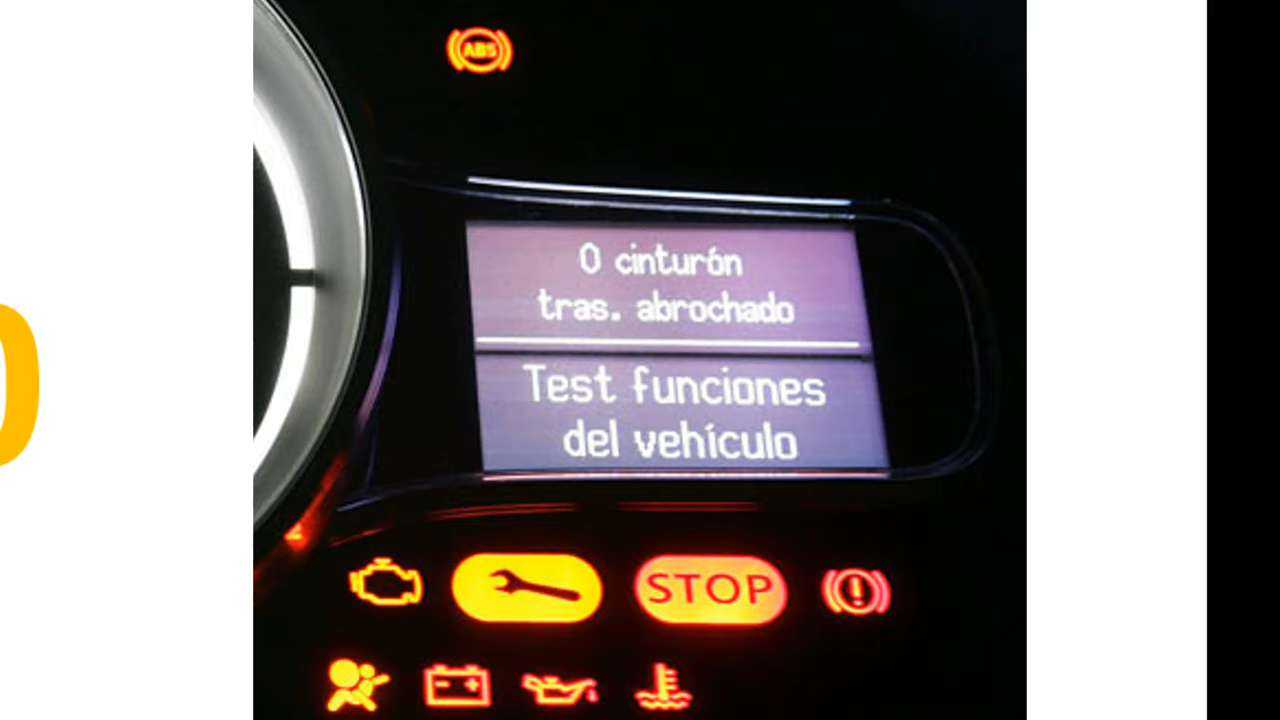 ABS
0 cinturón
tras. abrochado
Test funciones
del vehículo
STOP